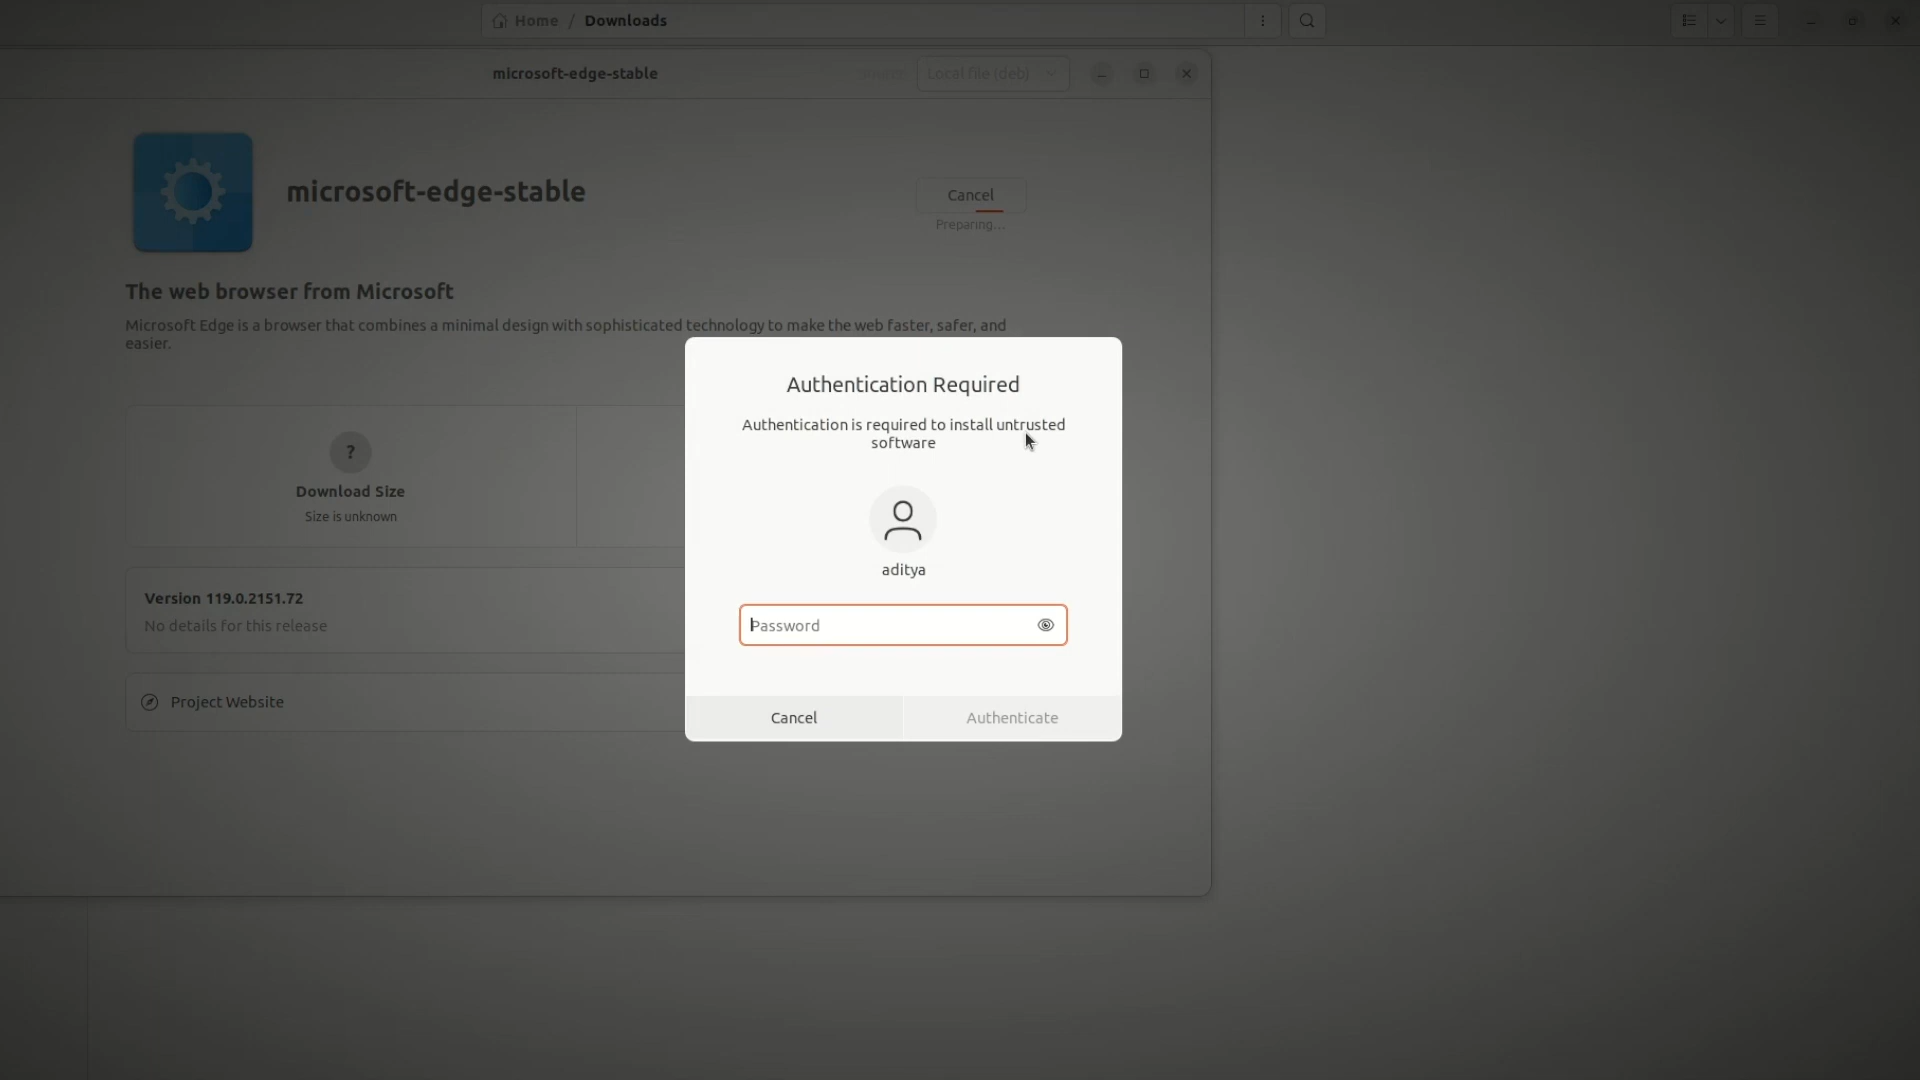 Home / Downloads
microsoft-edge-stable
Source
Local file (deb)
microsoft-edge-stable
Cancel
Preparing...
The web browser from Microsoft
Microsoft Edge is a browser that combines a minimal design with sophisticated technology to make the web faster, safer, and
easier.
Authentication Required
Authentication is required to install untrusted
software
?
Download Size
Size is unknown
aditya
Version 119.0.2151.72
No details for this release
Password
Project Website
Cancel
Authenticate